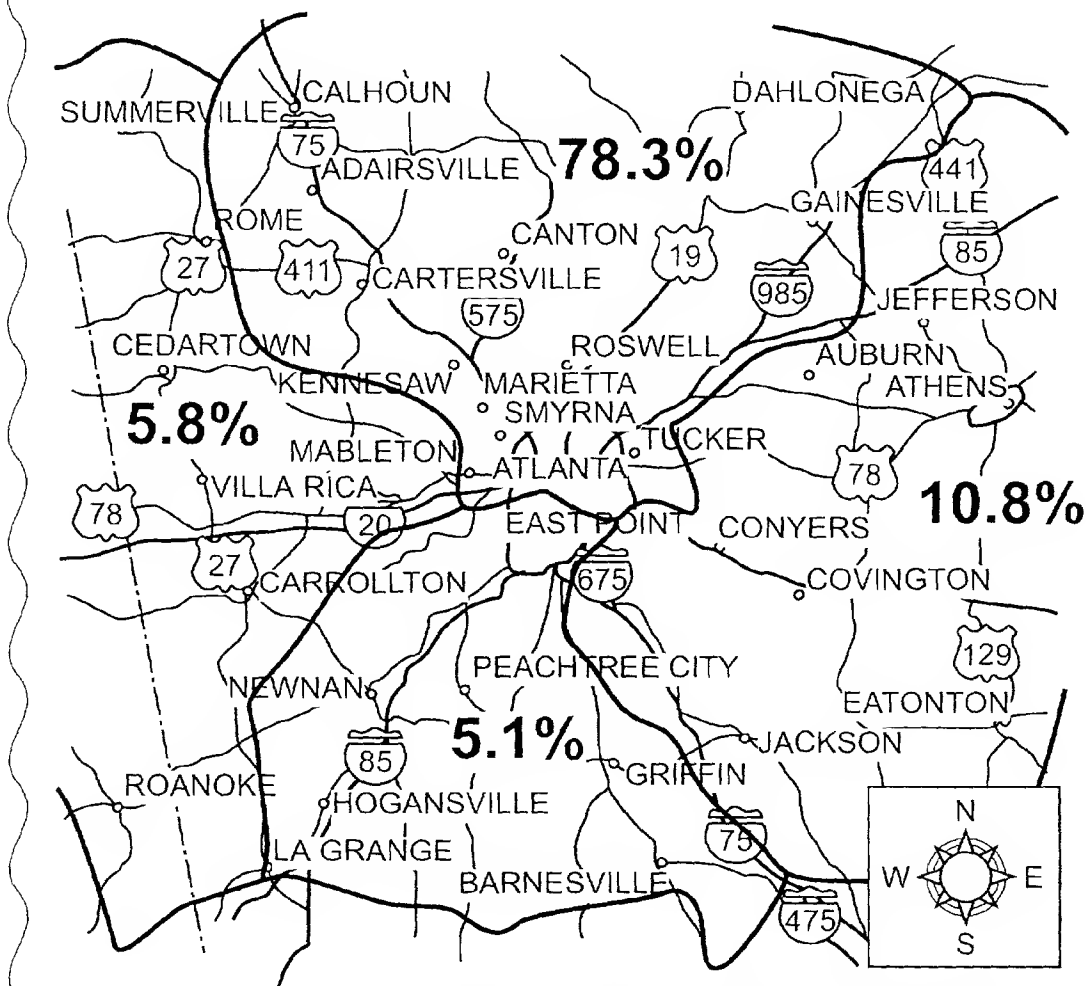 CALHOUN
SUMMERVILLE
DAHLONEGA
75
78.3%
441
ADAIRSVILLE
GAINESVILLE
ROME
CANTON
19
85
27
411
CARTERSVILLE
985
575
JEFFERSON
CEDARTOWN
ROSWELL
AUBURN
KENNESAW
MARIETTA
ATHENS
5.8%
SMYRNA
MABLETON
TUCKER
ATLANTA
78
VILLA RICA
10.8%
78
20
EAST POINT
CONYERS
27
CARROLLTON
675
COVINGTON
129
PEACHTREE CITY
NEWNAN
EATONTON
5.1%
JACKSON
85
GRIFFIN
ROANOKE
HOGANSVILLE
N
75
LA GRANGE
W
E
BARNESVILLE
475
S